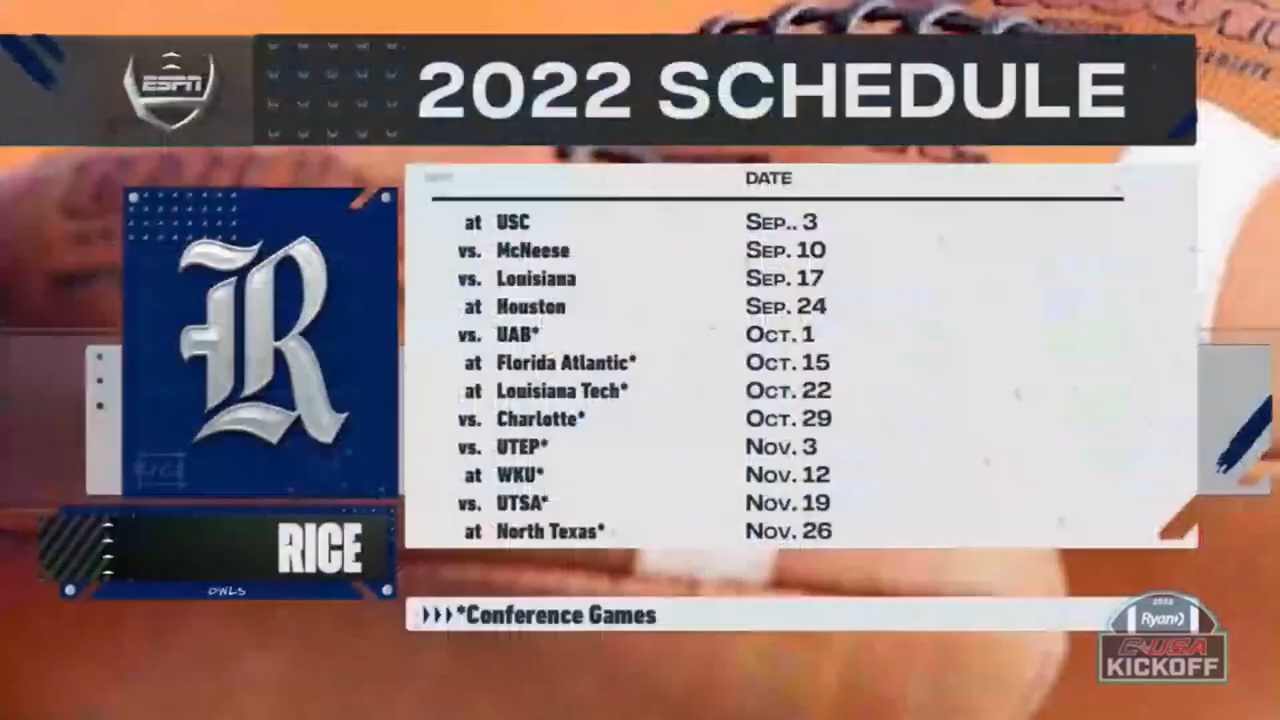 ESPN
2022 SCHEDULE
DATE
at USC SEP.. 3
vs. McNeese SEP. 10
vs. Louisiana SEP. 17
at Houston SEP. 24
vs. UAB* OCT. 1
at Florida Atlantic* OCT. 15
at Louisiana Tech* OCT. 22
vs. Charlotte* OCT. 29
vs. UTEP* NOV. 3
at WKU* NOV. 12
vs. UTSA* NOV. 19
at North Texas* NOV. 26
R
RICE
OWLS
*Conference Games
2022
Ryan
C-USA
KICKOFF